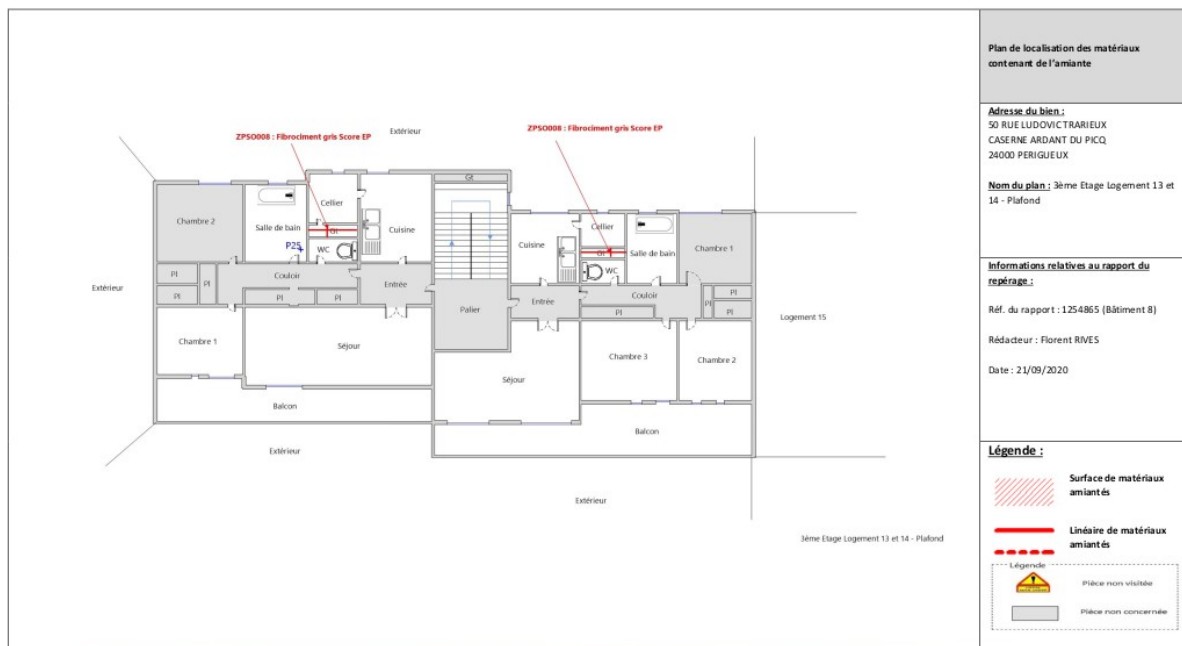 Plan de localisation des matériaux
contenant de l'amiante
Adresse du bien :
50 RUE LUDOVIC TRARIEUX
CASERNE ARDANT DU PICQ
24000 PERIGUEUX
Nom du plan : 3ème Etage Logement 13 et
14 - Plafond
Informations relatives au rapport du
repérage :
Réf. du rapport : 1254865 (Bâtiment 8)
Rédacteur : Florent RIVES
Date : 21/09/2020
Légende :
Surface de matériaux
amiantés
Linéaire de matériaux
amiantés
Légende
Pièce non visitée
Pièce non concernée
ZPSO008 : Fibrociment gris Score EP
Extérieur
ZPSO008 : Fibrociment gris Score EP
Gt
Chambre 2
Salle de bain
Cellier
Gt
WC
Cuisine
P25
Cuisine
Cellier
Gt
WC
Salle de bain
Chambre 1
Pl
Pl
Pl
Couloir
Pl
Pl
Entrée
Palier
Entrée
Couloir
Pl
Pl
Pl
Pl
Extérieur
Logement 15
Chambre 1
Séjour
Séjour
Chambre 3
Chambre 2
Balcon
Balcon
Extérieur
Extérieur
3ème Etage Logement 13 et 14 - Plafond